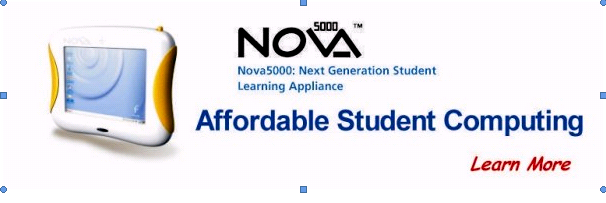 NOVA 5000 ™
Nova5000: Next Generation Student
Learning Appliance
Affordable Student Computing
Learn More